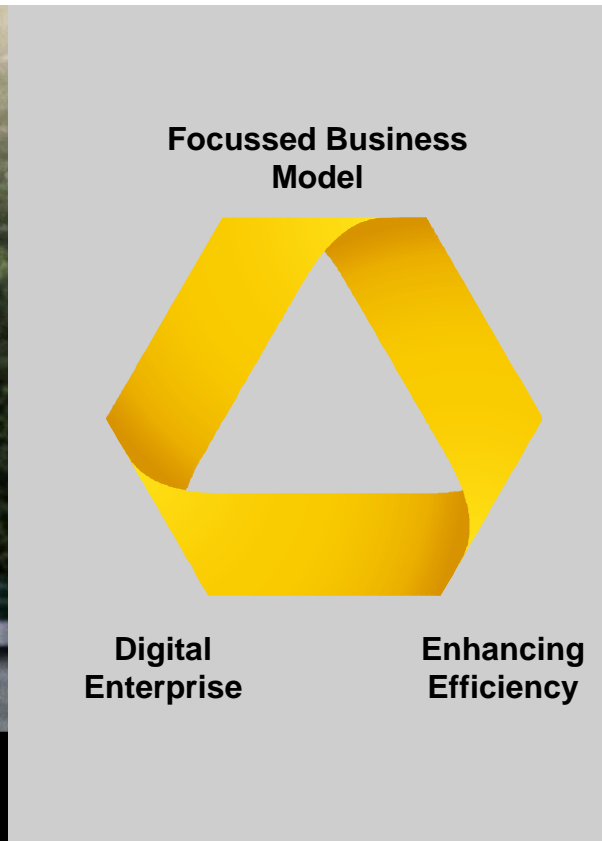 Focussed Business
Model
Digital
Enterprise
Enhancing
Efficiency